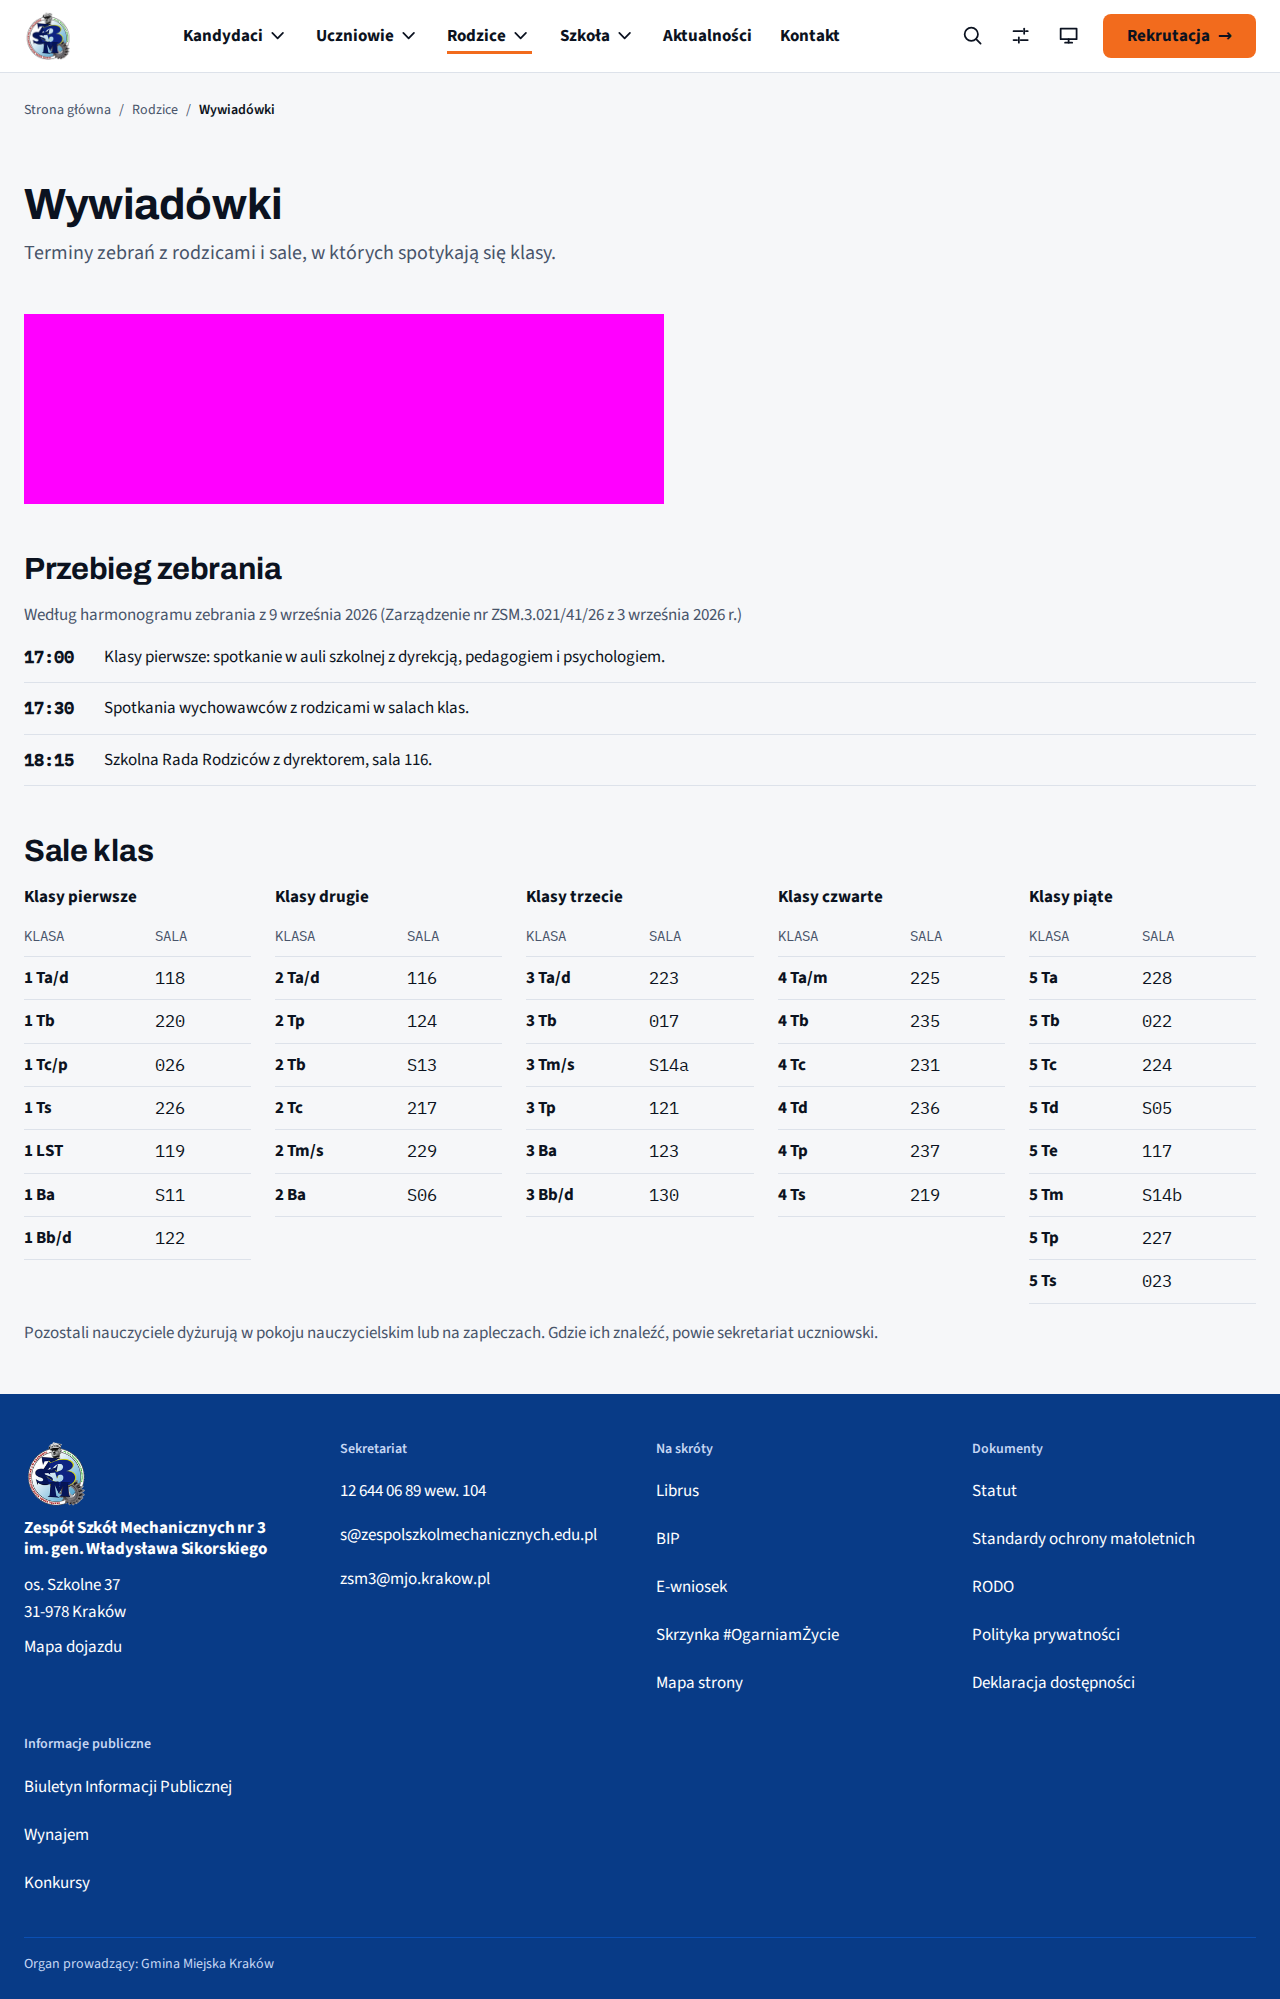 Kandydaci Uczniowie Rodzice Szkoła Aktualności Kontakt Rekrutacja →
Strona główna / Rodzice / Wywiadówki
Wywiadówki
Terminy zebrań z rodzicami i sale, w których spotykają się klasy.
Przebieg zebrania
Według harmonogramu zebrania z 9 września 2026 (Zarządzenie nr ZSM.3.021/41/26 z 3 września 2026 r.)
17:00 Klasy pierwsze: spotkanie w auli szkolnej z dyrekcją, pedagogiem i psychologiem.
17:30 Spotkania wychowawców z rodzicami w salach klas.
18:15 Szkolna Rada Rodziców z dyrektorem, sala 116.
Sale klas
Klasy pierwsze
KLASA SALA
1 Ta/d 118
1 Tb 220
1 Tc/p 026
1 Ts 226
1 LST 119
1 Ba S11
1 Bb/d 122
Klasy drugie
KLASA SALA
2 Ta/d 116
2 Tp 124
2 Tb S13
2 Tc 217
2 Tm/s 229
2 Ba S06
Klasy trzecie
KLASA SALA
3 Ta/d 223
3 Tb 017
3 Tm/s S14a
3 Tp 121
3 Ba 123
3 Bb/d 130
Klasy czwarte
KLASA SALA
4 Ta/m 225
4 Tb 235
4 Tc 231
4 Td 236
4 Tp 237
4 Ts 219
Klasy piąte
KLASA SALA
5 Ta 228
5 Tb 022
5 Tc 224
5 Td S05
5 Te 117
5 Tm S14b
5 Tp 227
5 Ts 023
Pozostali nauczyciele dyżurują w pokoju nauczycielskim lub na zapleczach. Gdzie ich znaleźć, powie sekretariat uczniowski.
Zespół Szkół Mechanicznych nr 3
im. gen. Władysława Sikorskiego
os. Szkolne 37
31-978 Kraków
Mapa dojazdu
Sekretariat
12 644 06 89 wew. 104
s@zespolszkolmechanicznych.edu.pl
zsm3@mjo.krakow.pl
Na skróty
Librus
BIP
E-wniosek
Skrzynka #OgarniamŻycie
Mapa strony
Dokumenty
Statut
Standardy ochrony małoletnich
RODO
Polityka prywatności
Deklaracja dostępności
Informacje publiczne
Biuletyn Informacji Publicznej
Wynajem
Konkursy
Organ prowadzący: Gmina Miejska Kraków